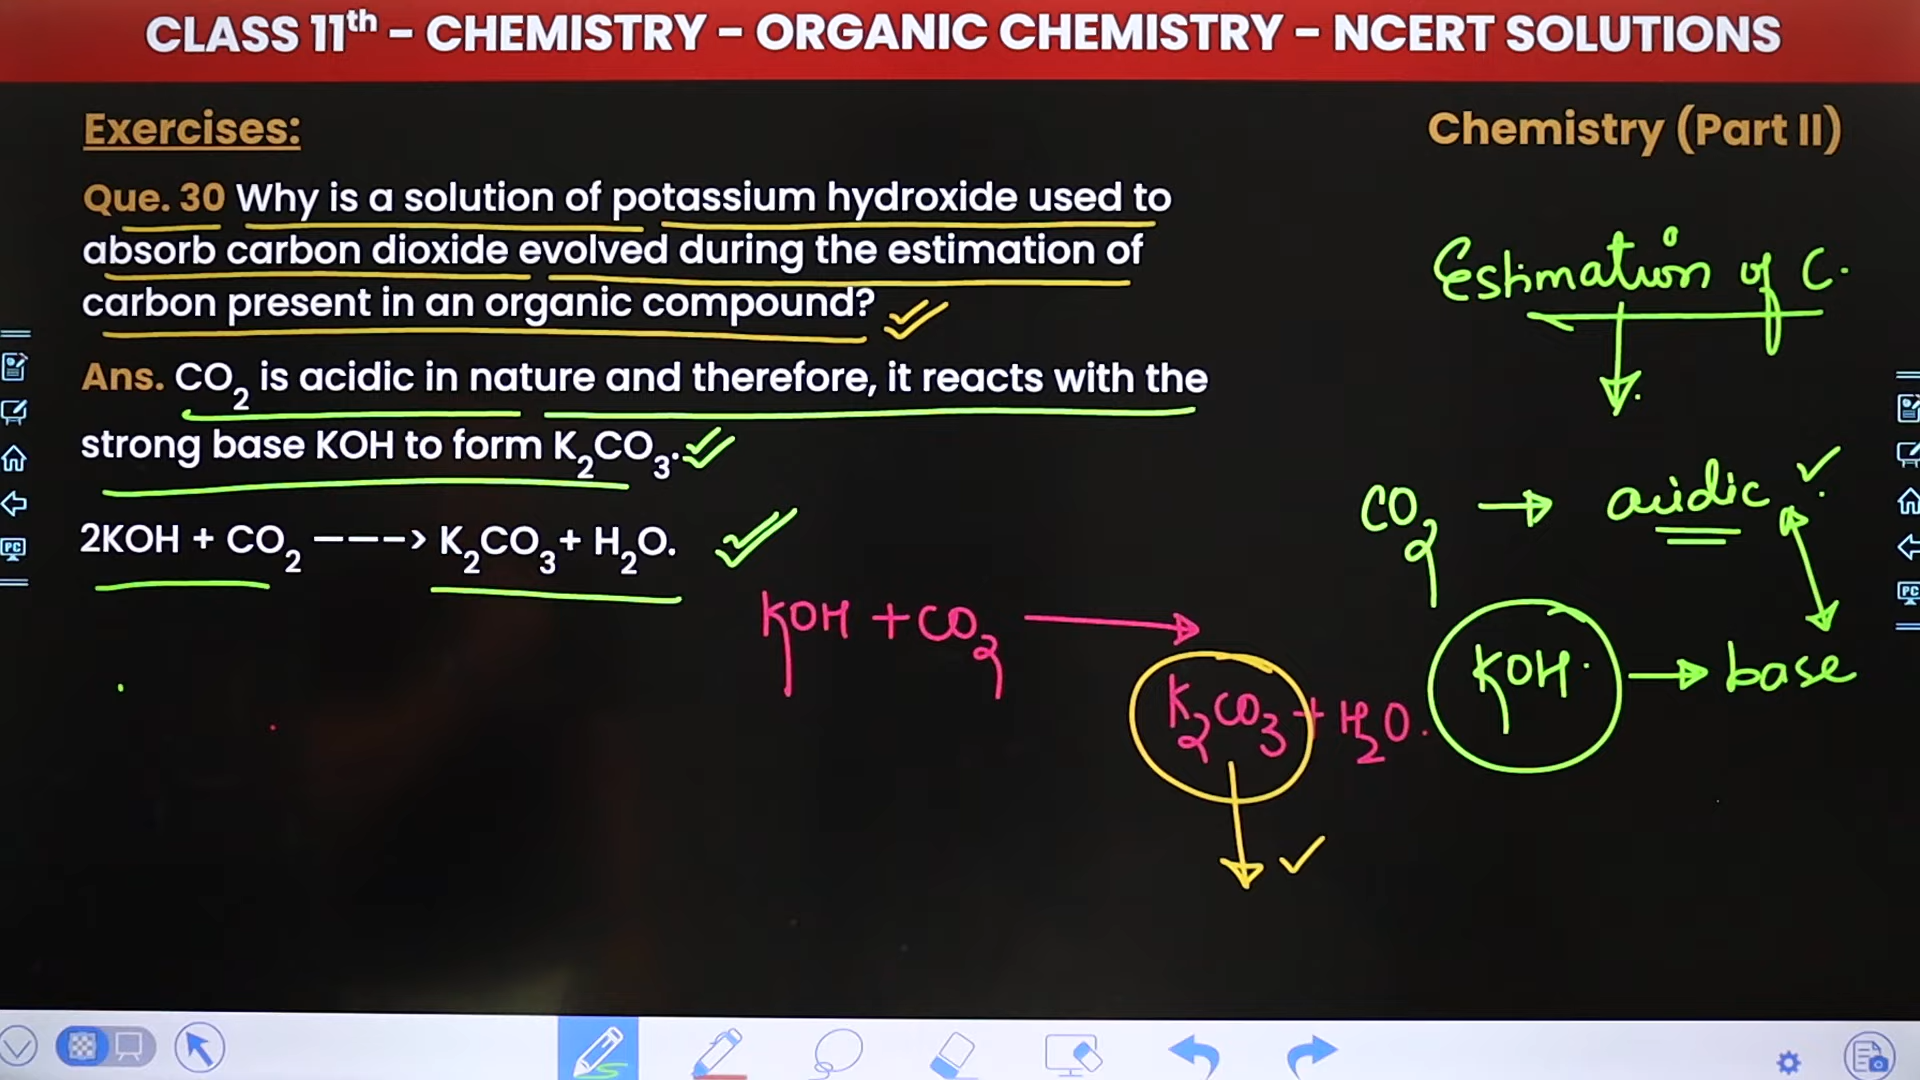 CLASS 11th – CHEMISTRY – ORGANIC CHEMISTRY – NCERT SOLUTIONS
Exercises:
Chemistry (Part II)
Que. 30 Why is a solution of potassium hydroxide used to
absorb carbon dioxide evolved during the estimation of
carbon present in an organic compound?
Ans. CO2 is acidic in nature and therefore, it reacts with the
strong base KOH to form K2CO3.
2KOH + CO2 ———> K2CO3+ H2O.
Estimation of C.
CO2 → acidic ✓
KOH → base
KOH + CO2 →
K2CO3 + H2O.
PC
PC